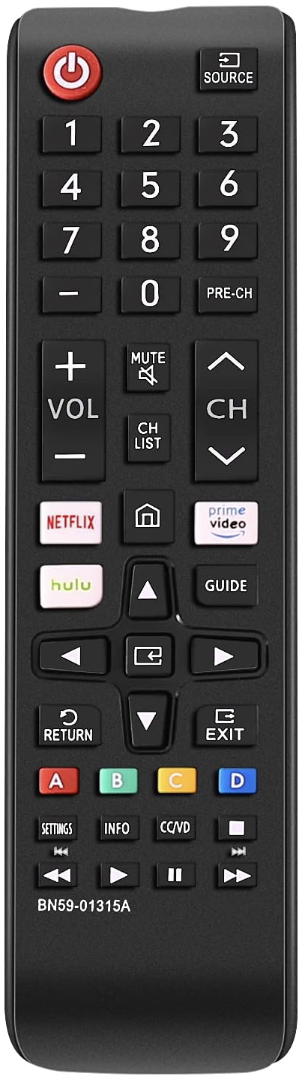 SOURCE
1 2 3
4 5 6
7 8 9
– 0 PRE-CH
+ MUTE
VOL CH
– CH
LIST
NETFLIX prime
video
hulu GUIDE
RETURN EXIT
A B C D
SETTINGS INFO CC/VD
BN59-01315A